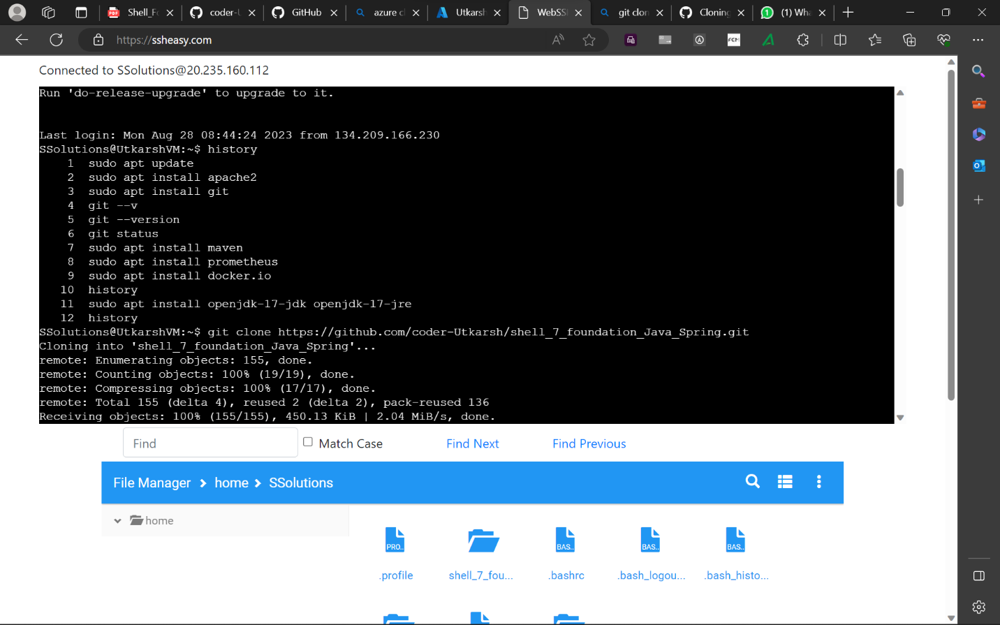 Shell_Fo
coder-U
GitHub
azure cl
Utkarsh
WebSSH
git clon
Cloning
(1) Wha
https://ssheasy.com
Connected to SSolutions@20.235.160.112
Run 'do-release-upgrade' to upgrade to it.
Last login: Mon Aug 28 08:44:24 2023 from 134.209.166.230
SSolutions@UtkarshVM:~$ history
1 sudo apt update
2 sudo apt install apache2
3 sudo apt install git
4 git --v
5 git --version
6 git status
7 sudo apt install maven
8 sudo apt install prometheus
9 sudo apt install docker.io
10 history
11 sudo apt install openjdk-17-jdk openjdk-17-jre
12 history
SSolutions@UtkarshVM:~$ git clone https://github.com/coder-Utkarsh/shell_7_foundation_Java_Spring.git
Cloning into 'shell_7_foundation_Java_Spring'...
remote: Enumerating objects: 155, done.
remote: Counting objects: 100% (19/19), done.
remote: Compressing objects: 100% (17/17), done.
remote: Total 155 (delta 4), reused 2 (delta 2), pack-reused 136
Receiving objects: 100% (155/155), 450.13 KiB | 2.04 MiB/s, done.
Find
Match Case
Find Next
Find Previous
File Manager > home > SSolutions
home
PRO..
BAS..
BAS..
BAS..
.profile
shell_7_fou...
.bashrc
.bash_logou...
.bash_histo...